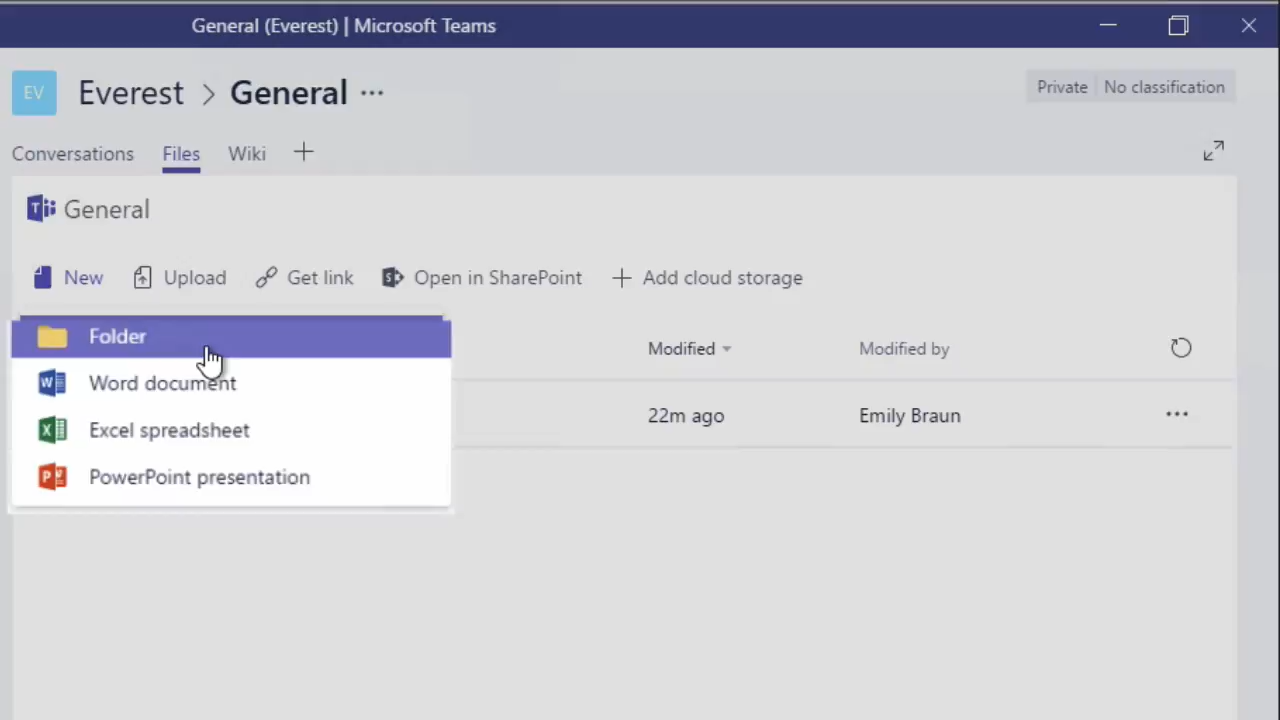 General (Everest) | Microsoft Teams
EV Everest > General ···
Private | No classification
Conversations Files Wiki +
General
New Upload Get link Open in SharePoint + Add cloud storage
Folder
Modified Modified by
Word document
22m ago Emily Braun ···
Excel spreadsheet
PowerPoint presentation